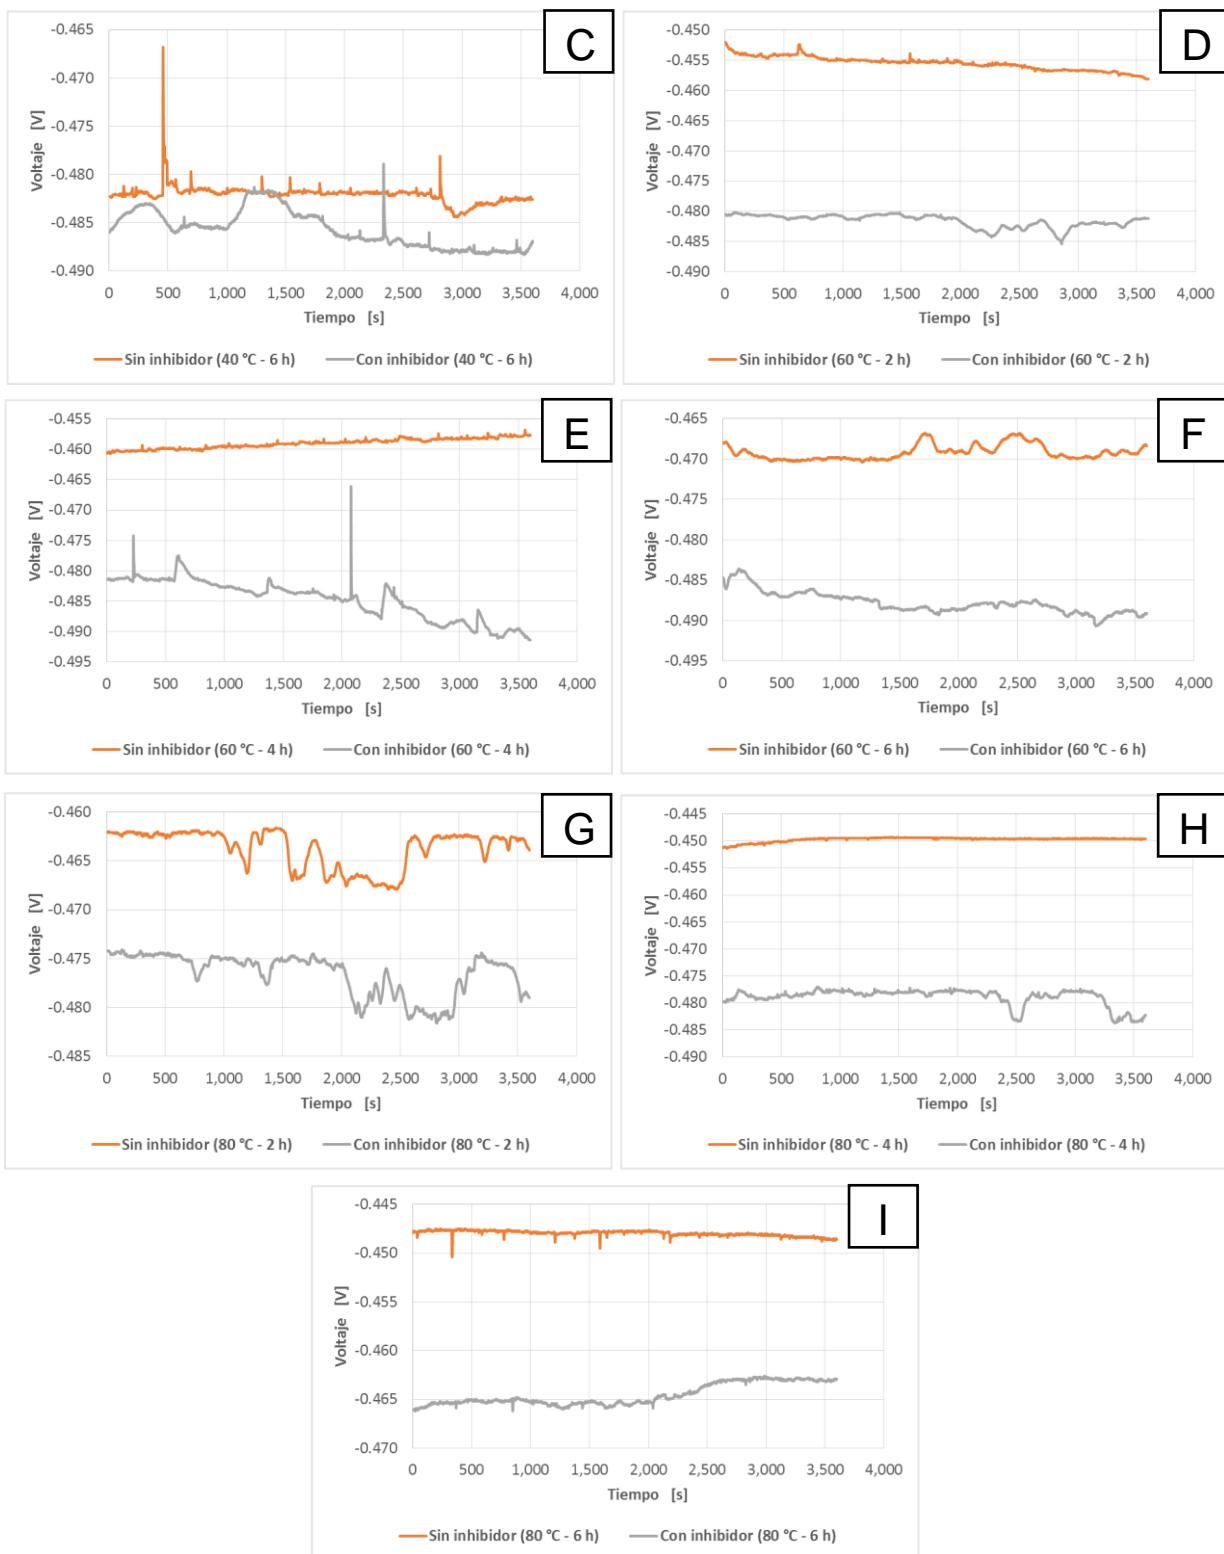 C
-0.465
-0.470
-0.475
-0.480
-0.485
-0.490
Voltaje [V]
0 500 1,000 1,500 2,000 2,500 3,000 3,500 4,000
Tiempo [s]
Sin inhibidor (40 °C - 6 h) Con inhibidor (40 °C - 6 h)
D
-0.450
-0.455
-0.460
-0.465
-0.470
-0.475
-0.480
-0.485
-0.490
Voltaje [V]
0 500 1,000 1,500 2,000 2,500 3,000 3,500 4,000
Tiempo [s]
Sin inhibidor (60 °C - 2 h) Con inhibidor (60 °C - 2 h)
E
-0.455
-0.460
-0.465
-0.470
-0.475
-0.480
-0.485
-0.490
-0.495
Voltaje [V]
0 500 1,000 1,500 2,000 2,500 3,000 3,500 4,000
Tiempo [s]
Sin inhibidor (60 °C - 4 h) Con inhibidor (60 °C - 4 h)
F
-0.465
-0.470
-0.475
-0.480
-0.485
-0.490
-0.495
Voltaje [V]
0 500 1,000 1,500 2,000 2,500 3,000 3,500 4,000
Tiempo [s]
Sin inhibidor (60 °C - 6 h) Con inhibidor (60 °C - 6 h)
G
-0.460
-0.465
-0.470
-0.475
-0.480
-0.485
Voltaje [V]
0 500 1,000 1,500 2,000 2,500 3,000 3,500 4,000
Tiempo [s]
Sin inhibidor (80 °C - 2 h) Con inhibidor (80 °C - 2 h)
H
-0.445
-0.450
-0.455
-0.460
-0.465
-0.470
-0.475
-0.480
-0.485
-0.490
Voltaje [V]
0 500 1,000 1,500 2,000 2,500 3,000 3,500 4,000
Tiempo [s]
Sin inhibidor (80 °C - 4 h) Con inhibidor (80 °C - 4 h)
I
-0.445
-0.450
-0.455
-0.460
-0.465
-0.470
Voltaje [V]
0 500 1,000 1,500 2,000 2,500 3,000 3,500 4,000
Tiempo [s]
Sin inhibidor (80 °C - 6 h) Con inhibidor (80 °C - 6 h)